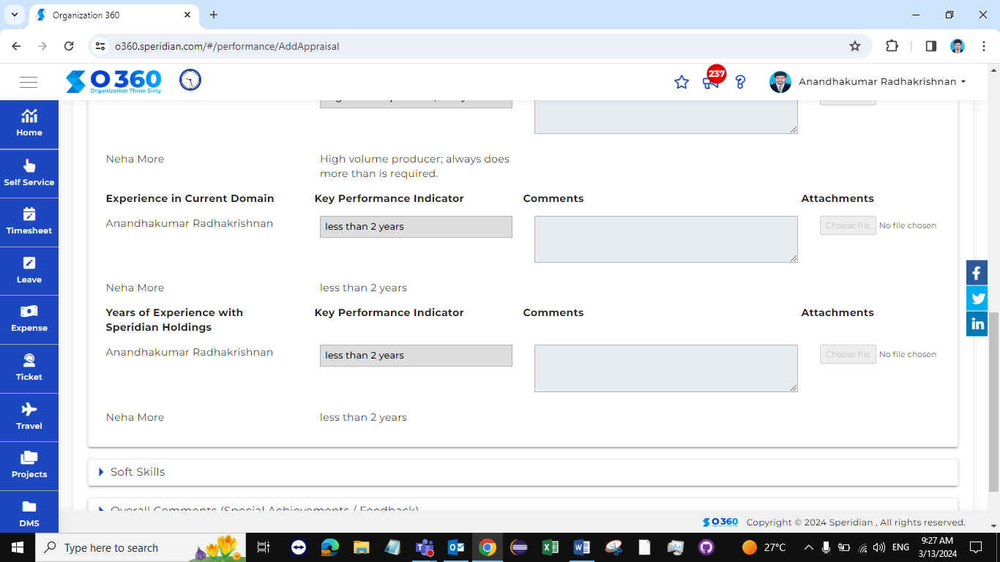 Organization 360
o360.speridian.com/#/performance/AddAppraisal
O 360
Organization Three Sixty
237
Anandhakumar Radhakrishnan
Home
Self Service
Timesheet
Leave
Expense
Ticket
Travel
Projects
DMS
Neha More
High volume producer; always does
more than is required.
Experience in Current Domain Key Performance Indicator Comments Attachments
Anandhakumar Radhakrishnan less than 2 years Choose file No file chosen
Neha More less than 2 years
Years of Experience with
Speridian Holdings
Key Performance Indicator Comments Attachments
Anandhakumar Radhakrishnan less than 2 years Choose file No file chosen
Neha More less than 2 years
Soft Skills
Overall Comments (Special Achievements / Feedback)
O 360 Copyright © 2024 Speridian , All rights reserved.
Type here to search
27°C
ENG
9:27 AM
3/13/2024